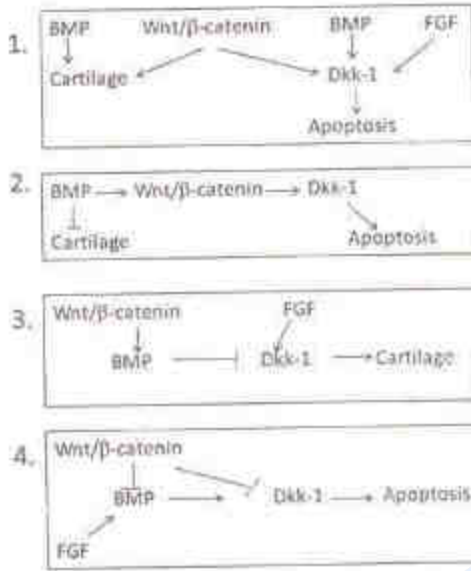 1.
BMP Wnt/β-catenin BMP FGF
Cartilage Dkk-1
Apoptosis
2.
BMP Wnt/β-catenin Dkk-1
Cartilage Apoptosis
3.
Wnt/β-catenin FGF
BMP Dkk-1 Cartilage
4.
Wnt/β-catenin
BMP Dkk-1 Apoptosis
FGF